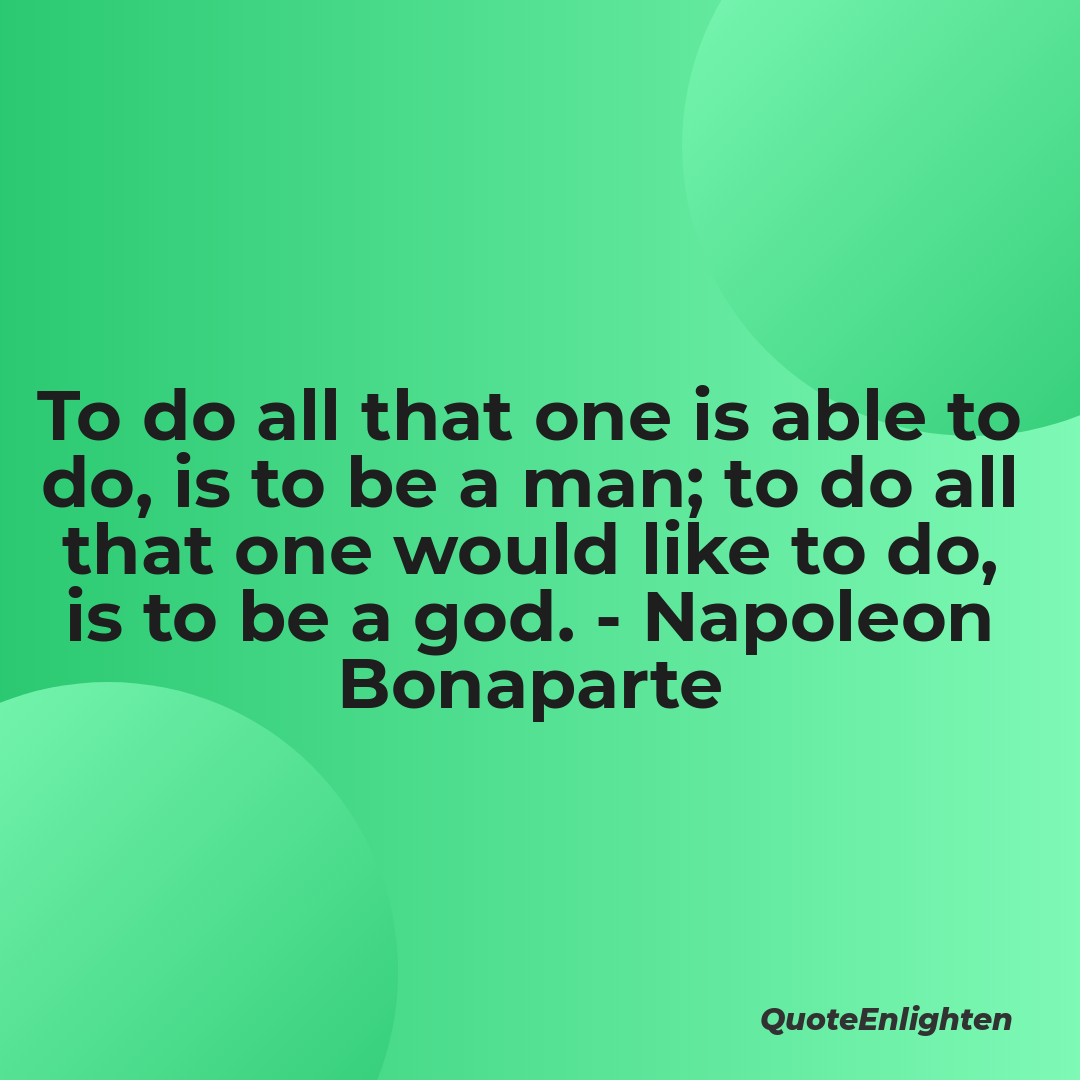 To do all that one is able to
do, is to be a man; to do all
that one would like to do,
is to be a god. - Napoleon
Bonaparte
QuoteEnlighten